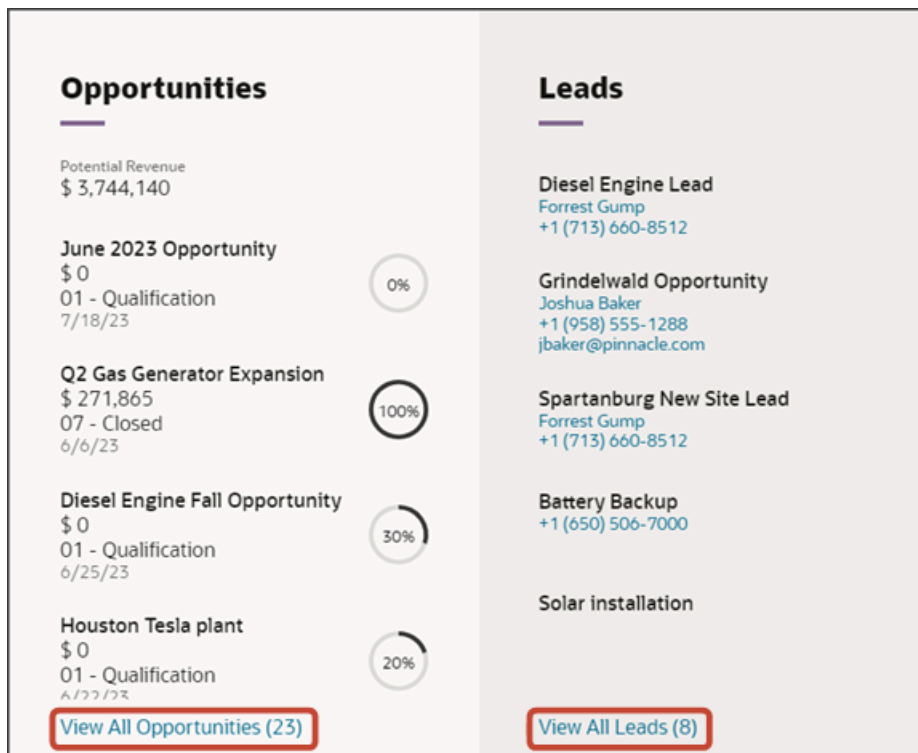 Opportunities
Potential Revenue
$ 3,744,140
June 2023 Opportunity
$ 0
01 - Qualification
7/18/23
0%
Q2 Gas Generator Expansion
$ 271,865
07 - Closed
6/6/23
100%
Diesel Engine Fall Opportunity
$ 0
01 - Qualification
6/25/23
30%
Houston Tesla plant
$ 0
01 - Qualification
6/22/23
20%
View All Opportunities (23)
Leads
Diesel Engine Lead
Forrest Gump
+1 (713) 660-8512
Grindelwald Opportunity
Joshua Baker
+1 (958) 555-1288
jbaker@pinnacle.com
Spartanburg New Site Lead
Forrest Gump
+1 (713) 660-8512
Battery Backup
+1 (650) 506-7000
Solar installation
View All Leads (8)